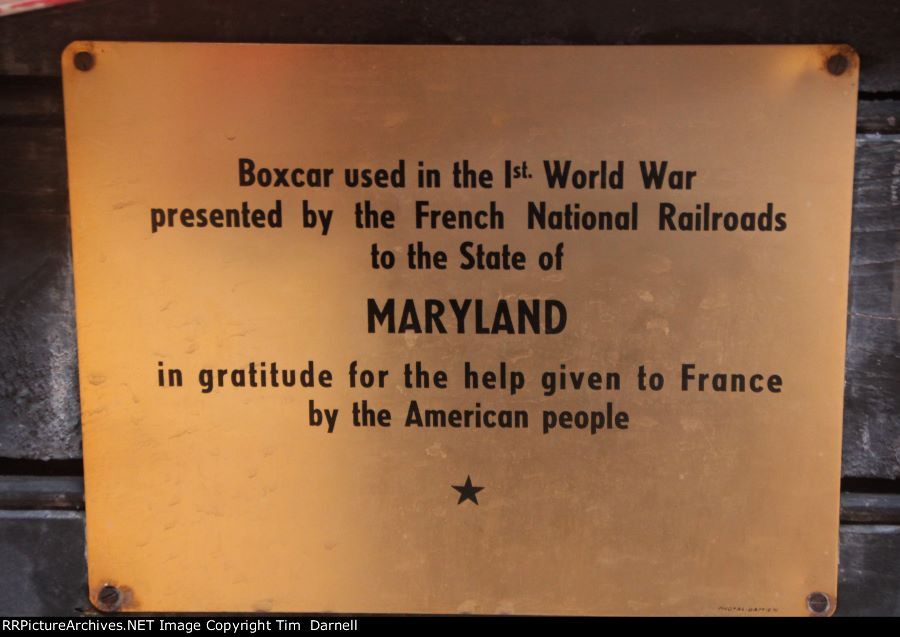 Boxcar used in the 1st. World War
presented by the French National Railroads
to the State of
MARYLAND
in gratitude for the help given to France
by the American people
RRPictureArchives.NET Image Copyright Tim Darnell